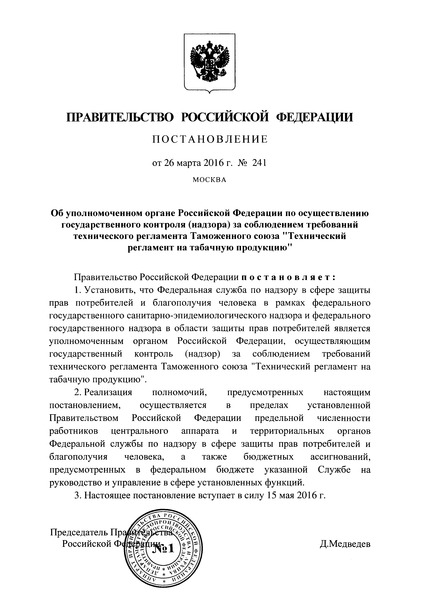 ПРАВИТЕЛЬСТВО РОССИЙСКОЙ ФЕДЕРАЦИИ
ПОСТАНОВЛЕНИЕ
от 26 марта 2016 г. № 241
МОСКВА
Об уполномоченном органе Российской Федерации по осуществлению
государственного контроля (надзора) за соблюдением требований
технического регламента Таможенного союза "Технический
регламент на табачную продукцию"
Правительство Российской Федерации постановляет:
1. Установить, что Федеральная служба по надзору в сфере защиты
прав потребителей и благополучия человека в рамках федерального
государственного санитарно-эпидемиологического надзора и федерального
государственного надзора в области защиты прав потребителей является
уполномоченным органом Российской Федерации, осуществляющим
государственный контроль (надзор) за соблюдением требований
технического регламента Таможенного союза "Технический регламент на
табачную продукцию".
2. Реализация полномочий, предусмотренных настоящим
постановлением, осуществляется в пределах установленной
Правительством Российской Федерации предельной численности
работников центрального аппарата и территориальных органов
Федеральной службы по надзору в сфере защиты прав потребителей и
благополучия человека, а также бюджетных ассигнований,
предусмотренных в федеральном бюджете указанной Службе на
руководство и управление в сфере установленных функций.
3. Настоящее постановление вступает в силу 15 мая 2016 г.
Председатель Правительства
Российской Федерации
Д.Медведев
№1